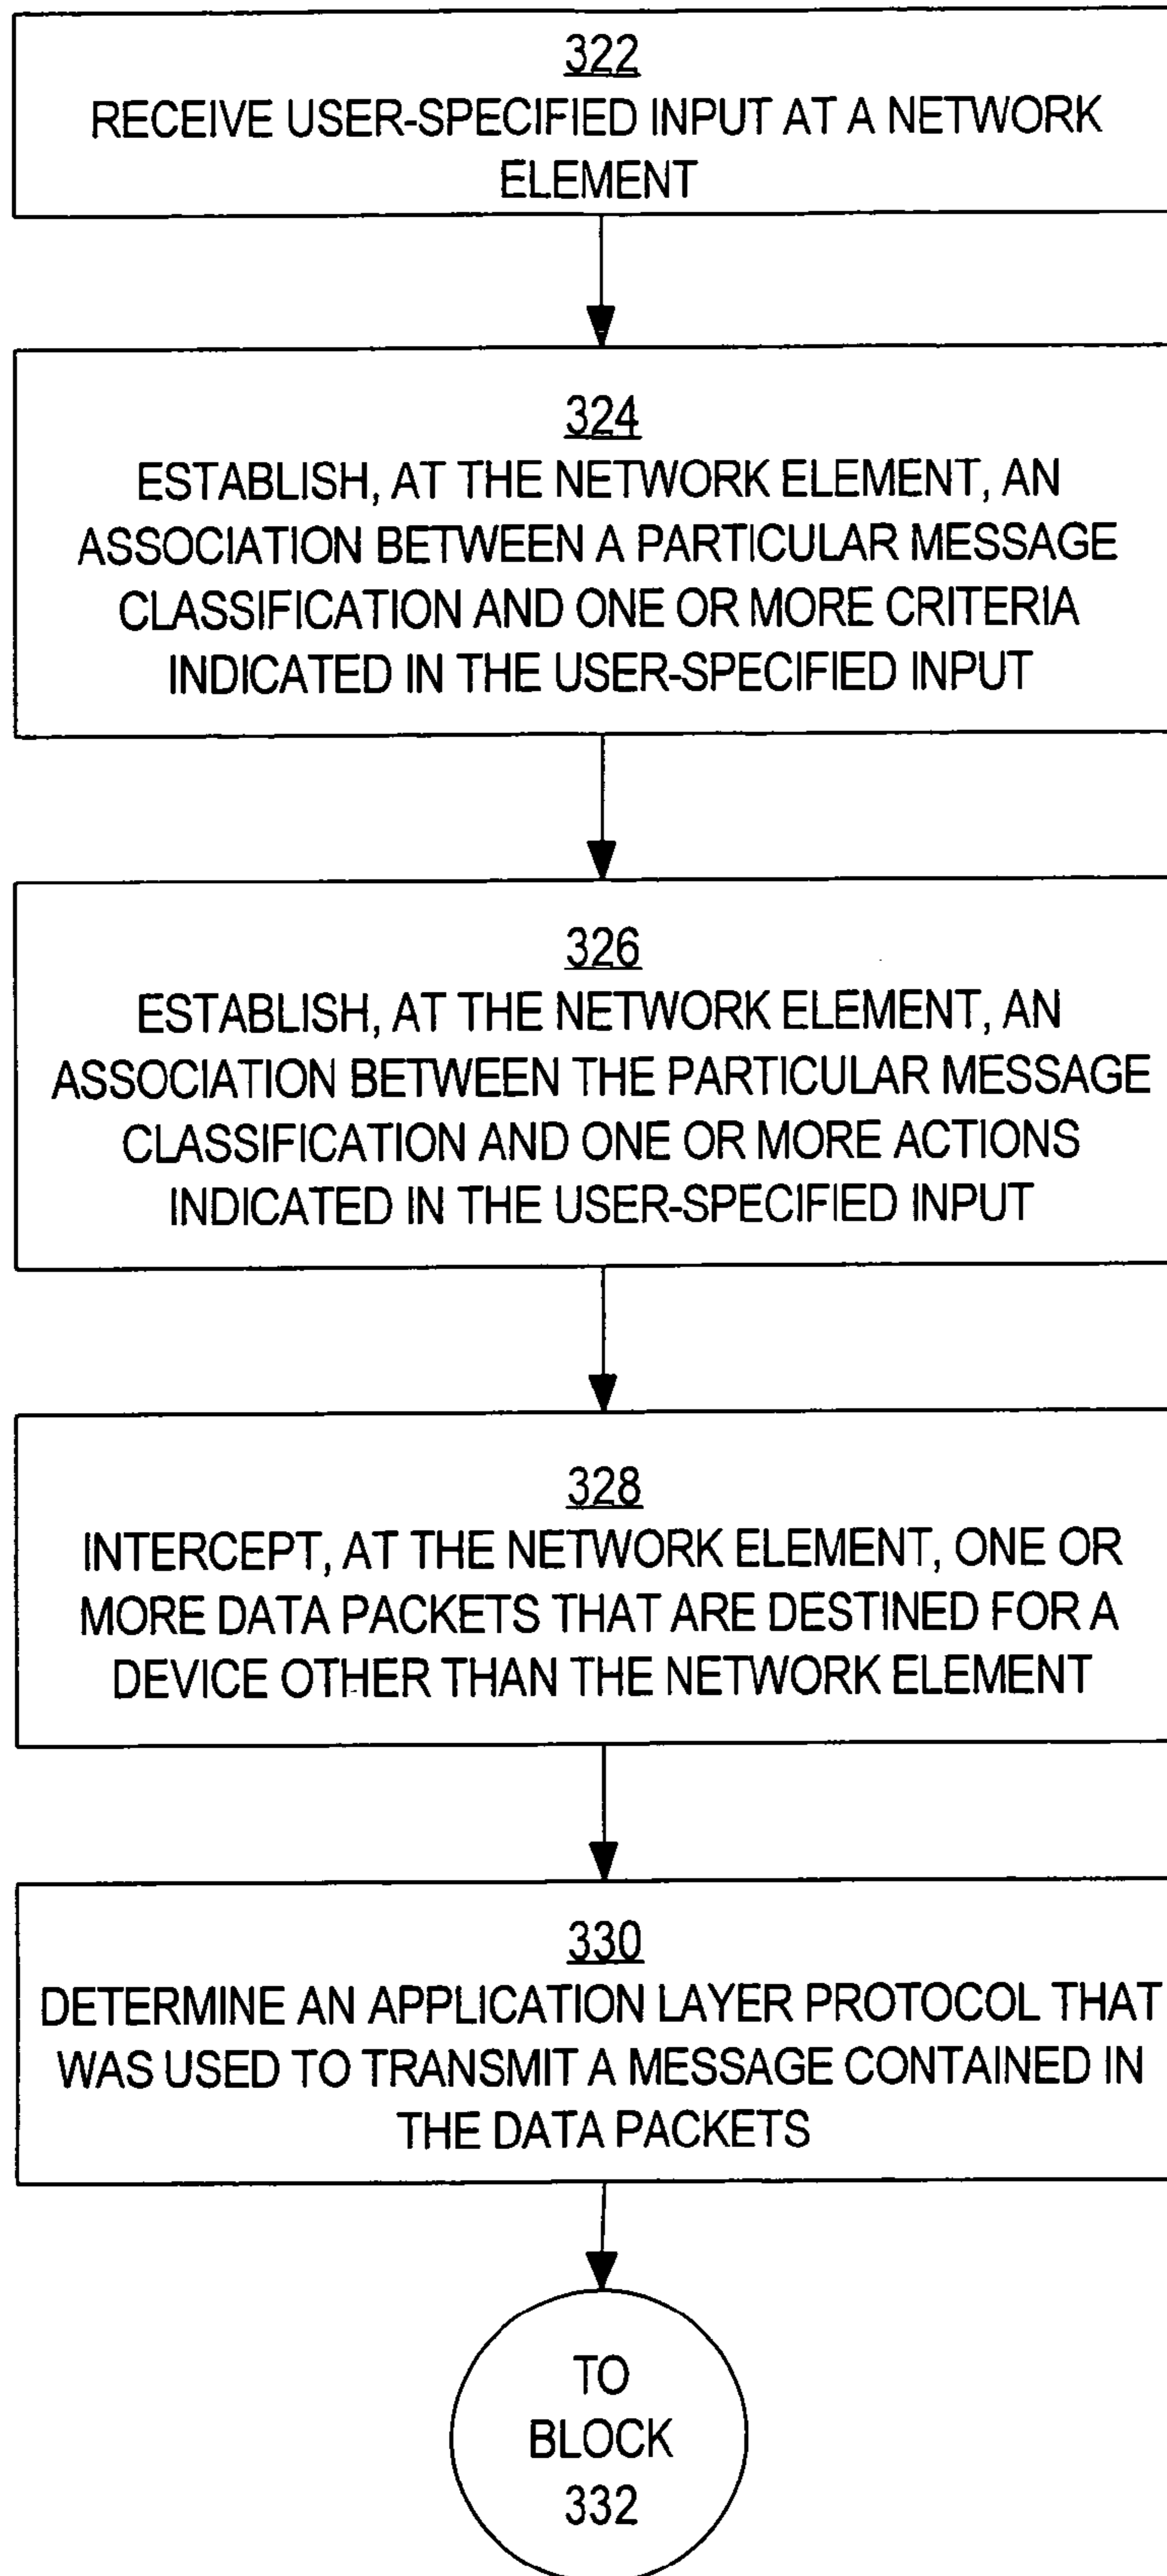 322
RECEIVE USER-SPECIFIED INPUT AT A NETWORK
ELEMENT
324
ESTABLISH, AT THE NETWORK ELEMENT, AN
ASSOCIATION BETWEEN A PARTICULAR MESSAGE
CLASSIFICATION AND ONE OR MORE CRITERIA
INDICATED IN THE USER-SPECIFIED INPUT
326
ESTABLISH, AT THE NETWORK ELEMENT, AN
ASSOCIATION BETWEEN THE PARTICULAR MESSAGE
CLASSIFICATION AND ONE OR MORE ACTIONS
INDICATED IN THE USER-SPECIFIED INPUT
328
INTERCEPT, AT THE NETWORK ELEMENT, ONE OR
MORE DATA PACKETS THAT ARE DESTINED FOR A
DEVICE OTHER THAN THE NETWORK ELEMENT
330
DETERMINE AN APPLICATION LAYER PROTOCOL THAT
WAS USED TO TRANSMIT A MESSAGE CONTAINED IN
THE DATA PACKETS
TO
BLOCK
332